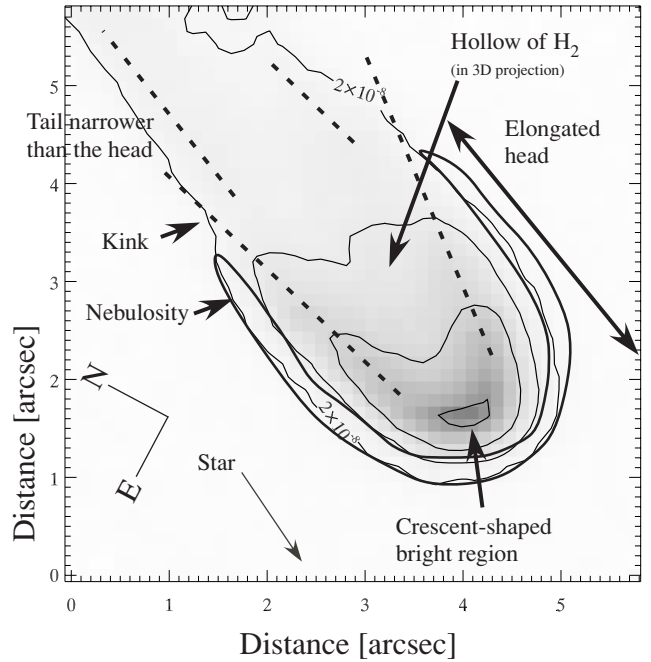 Hollow of H₂
(in 3D projection)
2×10⁻⁸
Elongated
head
Tail narrower
than the head
Kink
Nebulosity
2×10⁻⁸
N
E
Star
Crescent-shaped
bright region
5
4
3
2
1
0
Distance [arcsec]
0 1 2 3 4 5
Distance [arcsec]